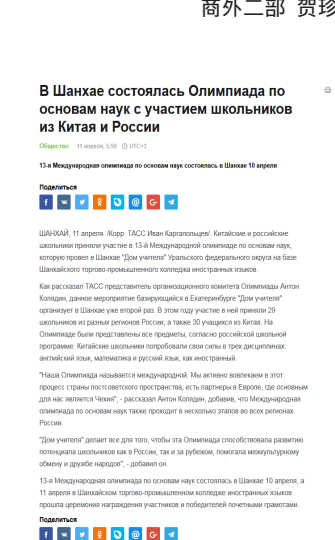 商外二部 贺珍
В Шанхае состоялась Олимпиада по
основам наук с участием школьников
из Китая и России
Общество 11 апреля, 5:59 UTC+3
13-я Международная олимпиада по основам наук состоялась в Шанхае 10 апреля
Поделиться
ШАНХАЙ, 11 апреля. /Корр. ТАСС Иван Каргапольцев/. Китайские и российские
школьники приняли участие в 13-й Международной олимпиаде по основам наук,
которую провел в Шанхае "Дом учителя" Уральского федерального округа на базе
Шанхайского торгово-промышленного колледжа иностранных языков.
Как рассказал ТАСС представитель организационного комитета Олимпиады Антон
Колядин, данное мероприятие базирующийся в Екатеринбурге "Дом учителя"
организует в Шанхае уже второй раз. В этом году участие в ней приняли 29
школьников из разных регионов России, а также 30 учащихся из Китая. На
Олимпиаде были представлены все предметы, согласно российской школьной
программе. Китайские школьники попробовали свои силы в трех дисциплинах:
английский язык, математика и русский язык, как иностранный.
"Наша Олимпиада называется международной. Мы активно вовлекаем в этот
процесс страны постсоветского пространства, есть партнеры в Европе, где основным
для нас является Чехия", - рассказал Антон Колядин, добавив, что Международная
олимпиада по основам наук также проходит в несколько этапов во всех регионах
России.
"Дом учителя" делает все для того, чтобы эта Олимпиада способствовала развитию
потенциала школьников как в России, так и за рубежом, помогала межкультурному
обмену и дружбе народов", - добавил он.
13-я Международная олимпиада по основам наук состоялась в Шанхае 10 апреля, а
11 апреля в Шанхайском торгово-промышленном колледже иностранных языков
прошла церемония награждения участников и победителей почетными грамотами.
Поделиться